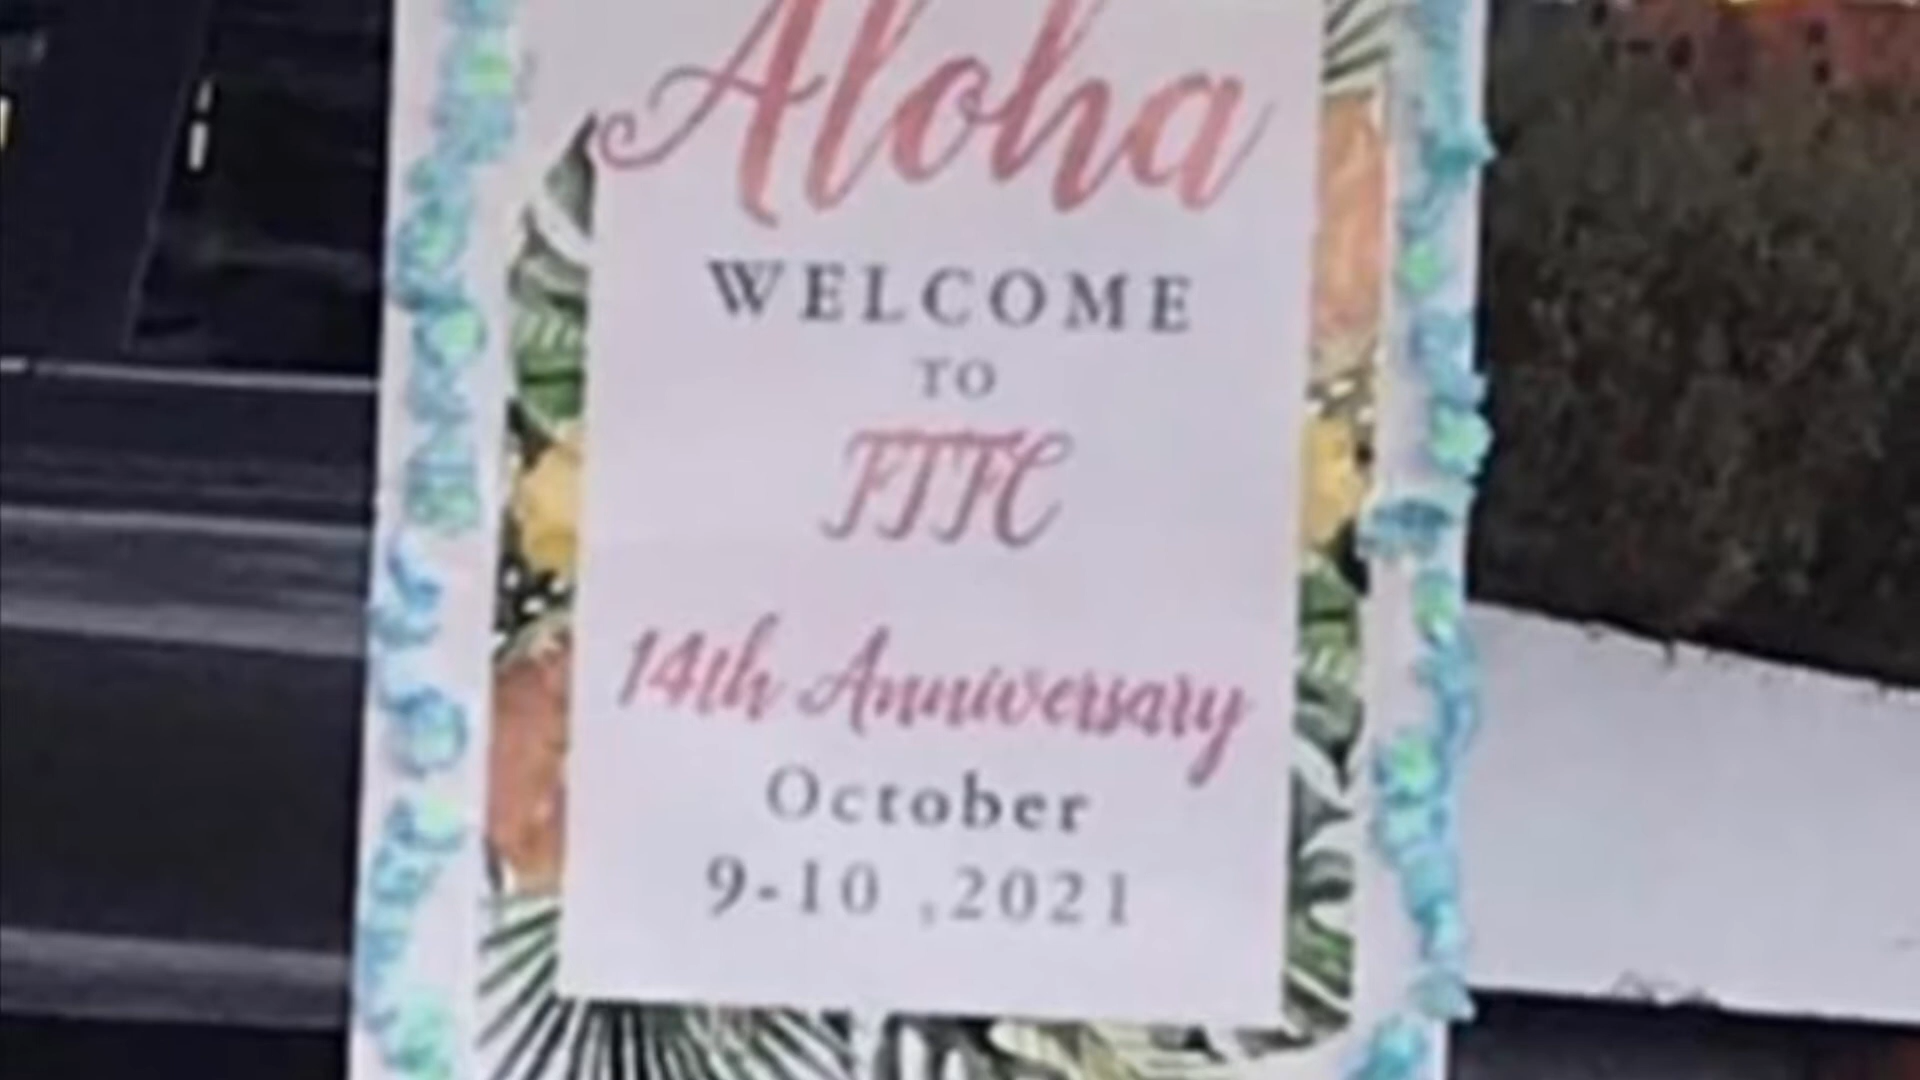 Aloha
WELCOME
TO
FTFC
14th Anniversary
October
9-10 ,2021